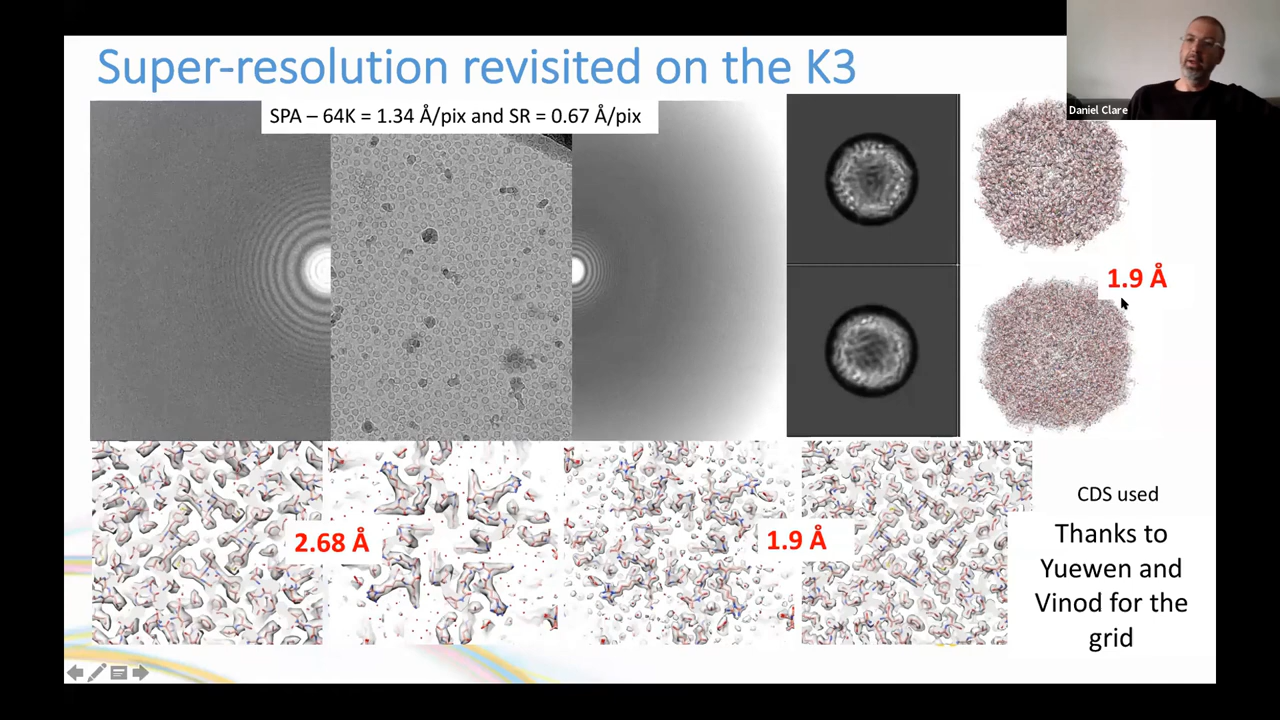 Super-resolution revisited on the K3
SPA – 64K = 1.34 Å/pix and SR = 0.67 Å/pix
Daniel Clare
1.9 Å
2.68 Å
1.9 Å
CDS used
Thanks to
Yuewen and
Vinod for the
grid